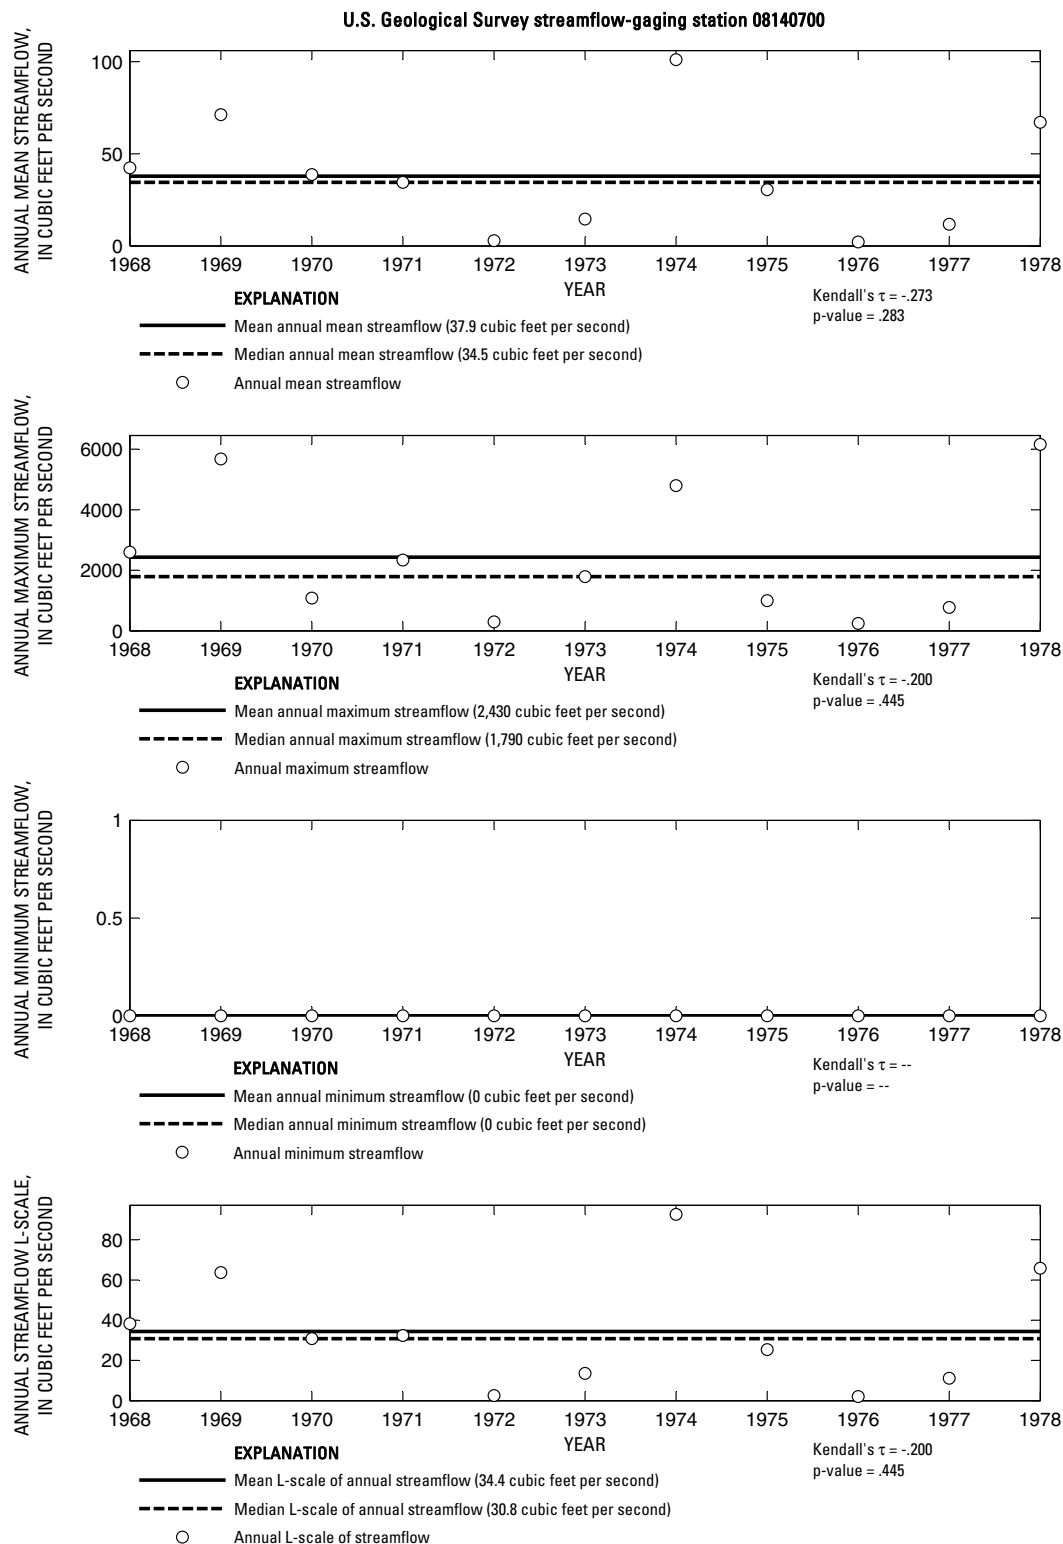 U.S. Geological Survey streamflow-gaging station 08140700
ANNUAL MEAN STREAMFLOW,
IN CUBIC FEET PER SECOND
100
50
0
1968 1969 1970 1971 1972 1973 1974 1975 1976 1977 1978
YEAR
Kendall's τ = -.273
p-value = .283
EXPLANATION
Mean annual mean streamflow (37.9 cubic feet per second)
Median annual mean streamflow (34.5 cubic feet per second)
Annual mean streamflow
ANNUAL MAXIMUM STREAMFLOW,
IN CUBIC FEET PER SECOND
6000
4000
2000
0
1968 1969 1970 1971 1972 1973 1974 1975 1976 1977 1978
YEAR
Kendall's τ = -.200
p-value = .445
EXPLANATION
Mean annual maximum streamflow (2,430 cubic feet per second)
Median annual maximum streamflow (1,790 cubic feet per second)
Annual maximum streamflow
ANNUAL MINIMUM STREAMFLOW,
IN CUBIC FEET PER SECOND
1
0.5
0
1968 1969 1970 1971 1972 1973 1974 1975 1976 1977 1978
YEAR
Kendall's τ = --
p-value = --
EXPLANATION
Mean annual minimum streamflow (0 cubic feet per second)
Median annual minimum streamflow (0 cubic feet per second)
Annual minimum streamflow
ANNUAL STREAMFLOW L-SCALE,
IN CUBIC FEET PER SECOND
80
60
40
20
0
1968 1969 1970 1971 1972 1973 1974 1975 1976 1977 1978
YEAR
Kendall's τ = -.200
p-value = .445
EXPLANATION
Mean L-scale of annual streamflow (34.4 cubic feet per second)
Median L-scale of annual streamflow (30.8 cubic feet per second)
Annual L-scale of streamflow